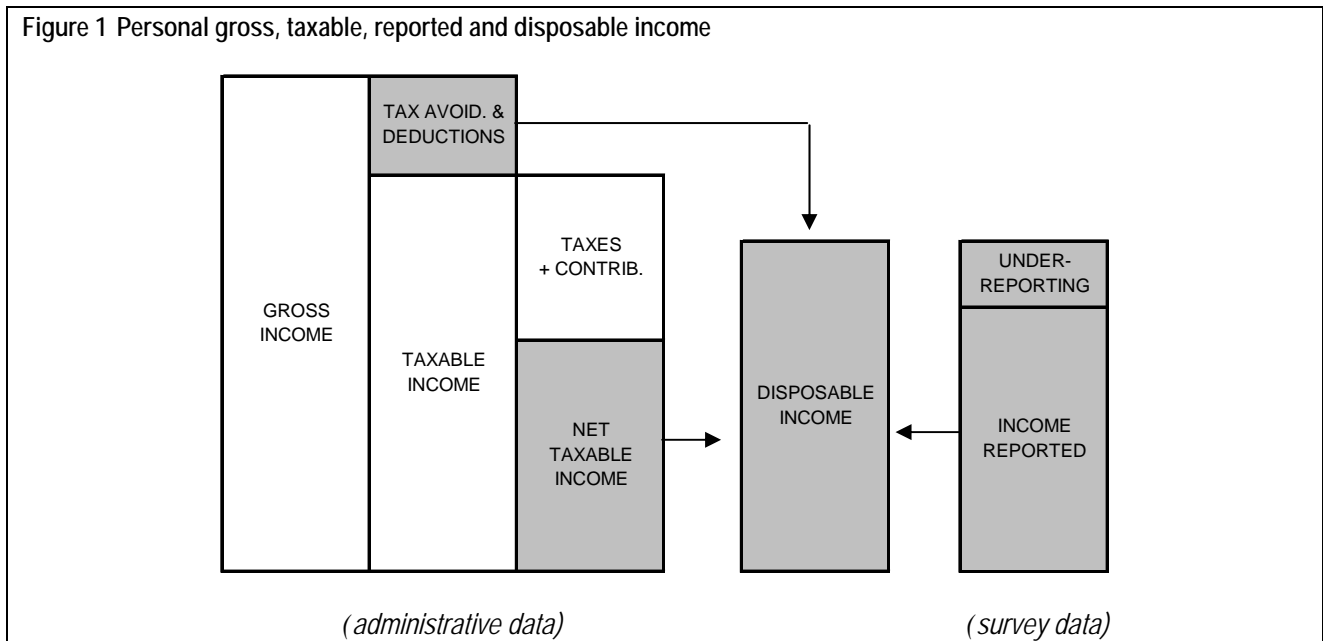 Figure 1 Personal gross, taxable, reported and disposable income
TAX AVOID. &
DEDUCTIONS
TAXES
+ CONTRIB.
UNDER-
REPORTING
GROSS
INCOME
TAXABLE
INCOME
DISPOSABLE
INCOME
NET
TAXABLE
INCOME
INCOME
REPORTED
(administrative data)
(survey data)